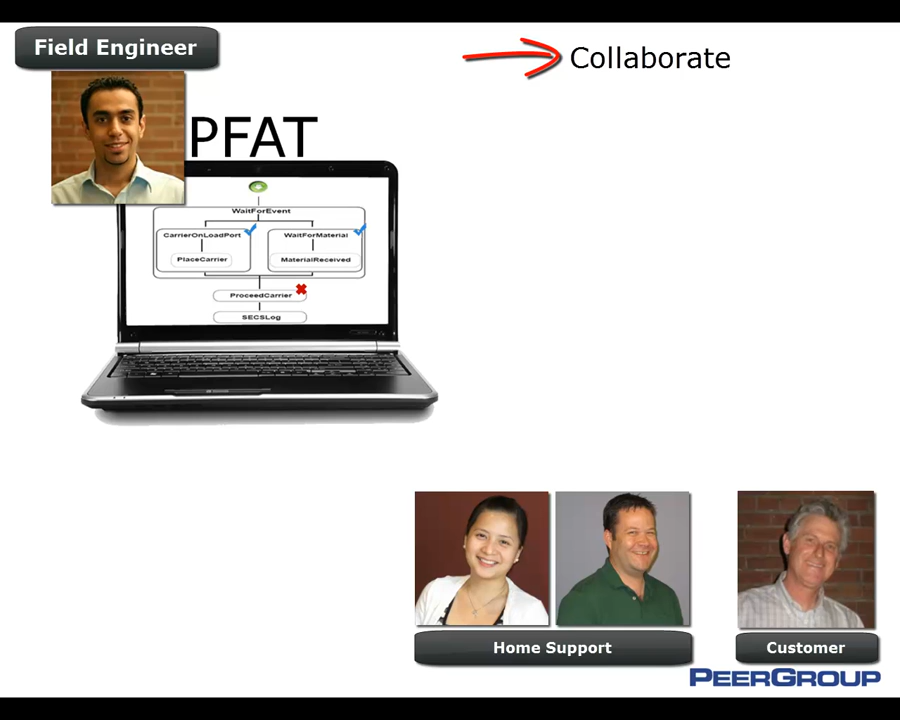 Field Engineer
Collaborate
PFAT
WaitForEvent
CarrierOnLoadPort
WaitForMaterial
PlaceCarrier
MaterialReceived
ProceedCarrier
SECSLog
Home Support
Customer
PEERGROUP